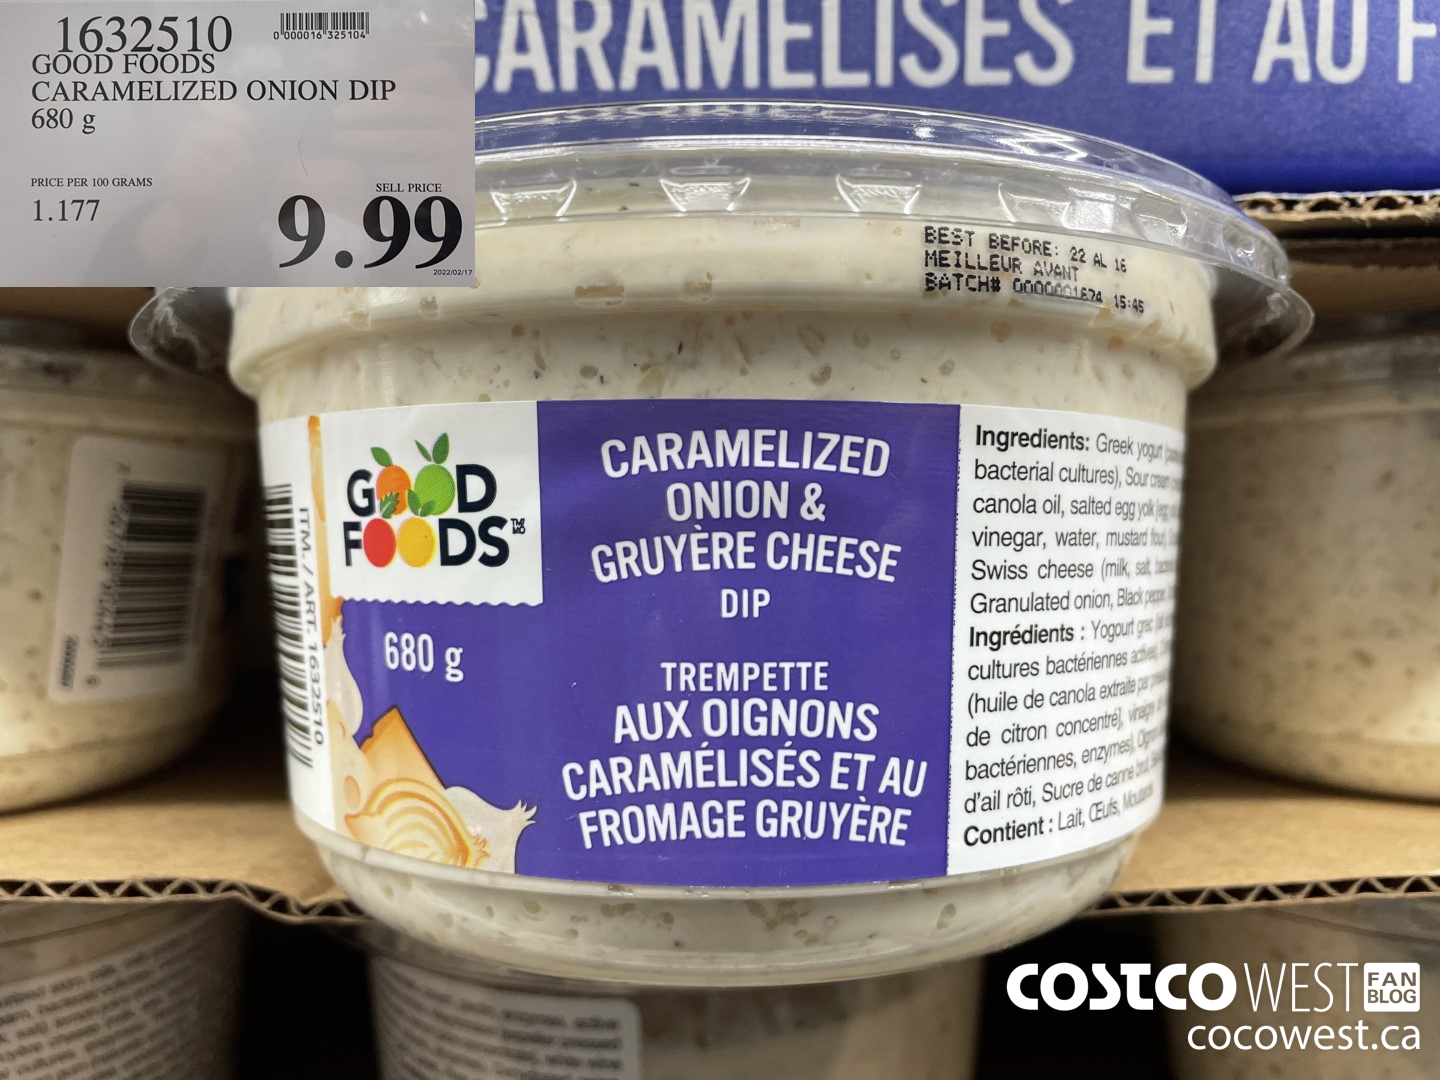 1632510
0 000016 325104
GOOD FOODS
CARAMELIZED ONION DIP
680 g
PRICE PER 100 GRAMS
1.177
SELL PRICE
9.99
2022/02/17
CARAMÉLISÉS ET AU
BEST BEFORE: 22 AL 16
MEILLEUR AVANT
BATCH# 0000001674 15:45
ITM. / ART. 1632510
GOOD
FOODS
680 g
CARAMELIZED
ONION &
GRUYÈRE CHEESE
DIP
TREMPETTE
AUX OIGNONS
CARAMÉLISÉS ET AU
FROMAGE GRUYÈRE
Ingredients: Greek yogurt
bacterial cultures), Sour cream
canola oil, salted egg yolk
vinegar, water, mustard flour,
Swiss cheese (milk, salt,
Granulated onion, Black pepper,
Ingrédients : Yogourt grec
cultures bactériennes actives),
(huile de canola extraite par
de citron concentré], vinaigre
bactériennes, enzymes),
d'ail rôti, Sucre de canne brut,
Contient : Lait, Œufs, Moutarde
COSTCO WEST FAN
BLOG
cocowest.ca